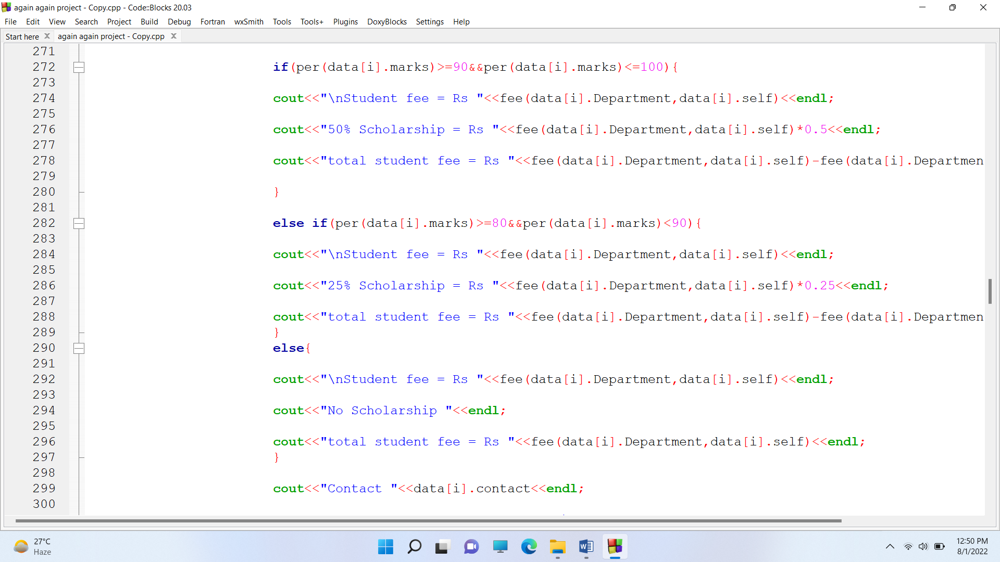 again again project - Copy.cpp - Code::Blocks 20.03
File Edit View Search Project Build Debug Fortran wxSmith Tools Tools+ Plugins DoxyBlocks Settings Help
Start here X again again project - Copy.cpp X
271
272 if(per(data[i].marks)>=90&&per(data[i].marks)<=100){
273
274 cout<<"\nStudent fee = Rs "<<fee(data[i].Department,data[i].self)<<endl;
275
276 cout<<"50% Scholarship = Rs "<<fee(data[i].Department,data[i].self)*0.5<<endl;
277
278 cout<<"total student fee = Rs "<<fee(data[i].Department,data[i].self)-fee(data[i].Departmen
279
280 }
281
282 else if(per(data[i].marks)>=80&&per(data[i].marks)<90){
283
284 cout<<"\nStudent fee = Rs "<<fee(data[i].Department,data[i].self)<<endl;
285
286 cout<<"25% Scholarship = Rs "<<fee(data[i].Department,data[i].self)*0.25<<endl;
287
288 cout<<"total student fee = Rs "<<fee(data[i].Department,data[i].self)-fee(data[i].Departmen
289 }
290 else{
291
292 cout<<"\nStudent fee = Rs "<<fee(data[i].Department,data[i].self)<<endl;
293
294 cout<<"No Scholarship "<<endl;
295
296 cout<<"total student fee = Rs "<<fee(data[i].Department,data[i].self)<<endl;
297 }
298
299 cout<<"Contact "<<data[i].contact<<endl;
300
27°C
Haze
12:50 PM
8/1/2022